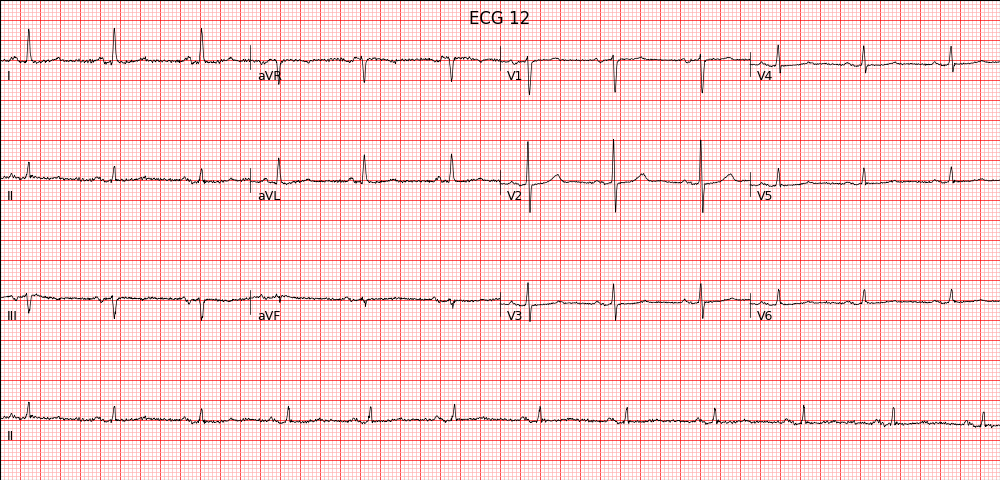 ECG 12
I aVR V1 V4
II aVL V2 V5
III aVF V3 V6
II